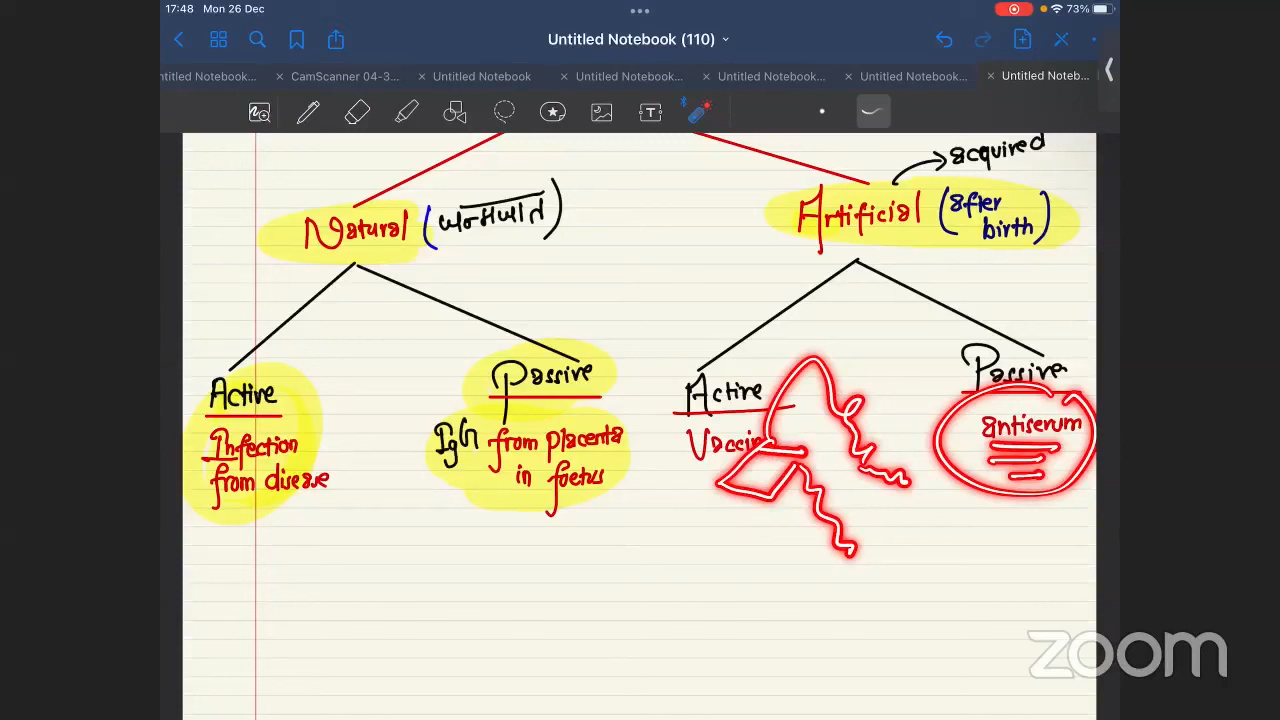 17:48 Mon 26 Dec
73%
Untitled Notebook (110)
ntitled Notebook...
CamScanner 04-3...
Untitled Notebook
Untitled Notebook...
Untitled Notebook...
Untitled Notebook...
Untitled Noteb...
acquired
Natural
Artificial (after
birth)
Active
Passive
Active
Passive
Infection
from disease
IgG from placenta
in foetus
Vaccin
antiserum
zoom